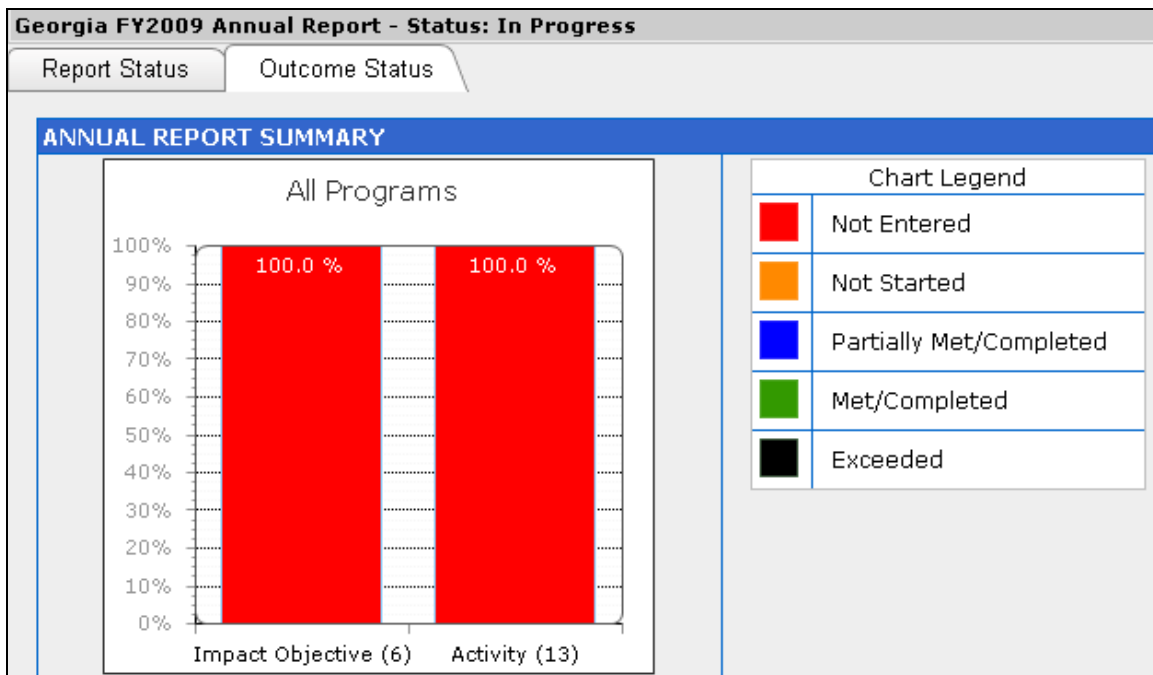 Georgia FY2009 Annual Report - Status: In Progress
Report Status
Outcome Status
ANNUAL REPORT SUMMARY
All Programs
100%
90%
80%
70%
60%
50%
40%
30%
20%
10%
0%
100.0 %
100.0 %
Impact Objective (6)
Activity (13)
Chart Legend
Not Entered
Not Started
Partially Met/Completed
Met/Completed
Exceeded